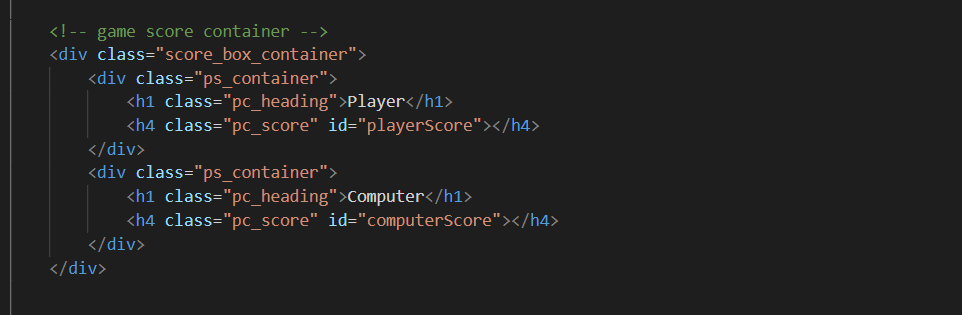 <!-- game score container -->
<div class="score_box_container">
    <div class="ps_container">
        <h1 class="pc_heading">Player</h1>
        <h4 class="pc_score" id="playerScore"></h4>
    </div>
    <div class="ps_container">
        <h1 class="pc_heading">Computer</h1>
        <h4 class="pc_score" id="computerScore"></h4>
    </div>
</div>